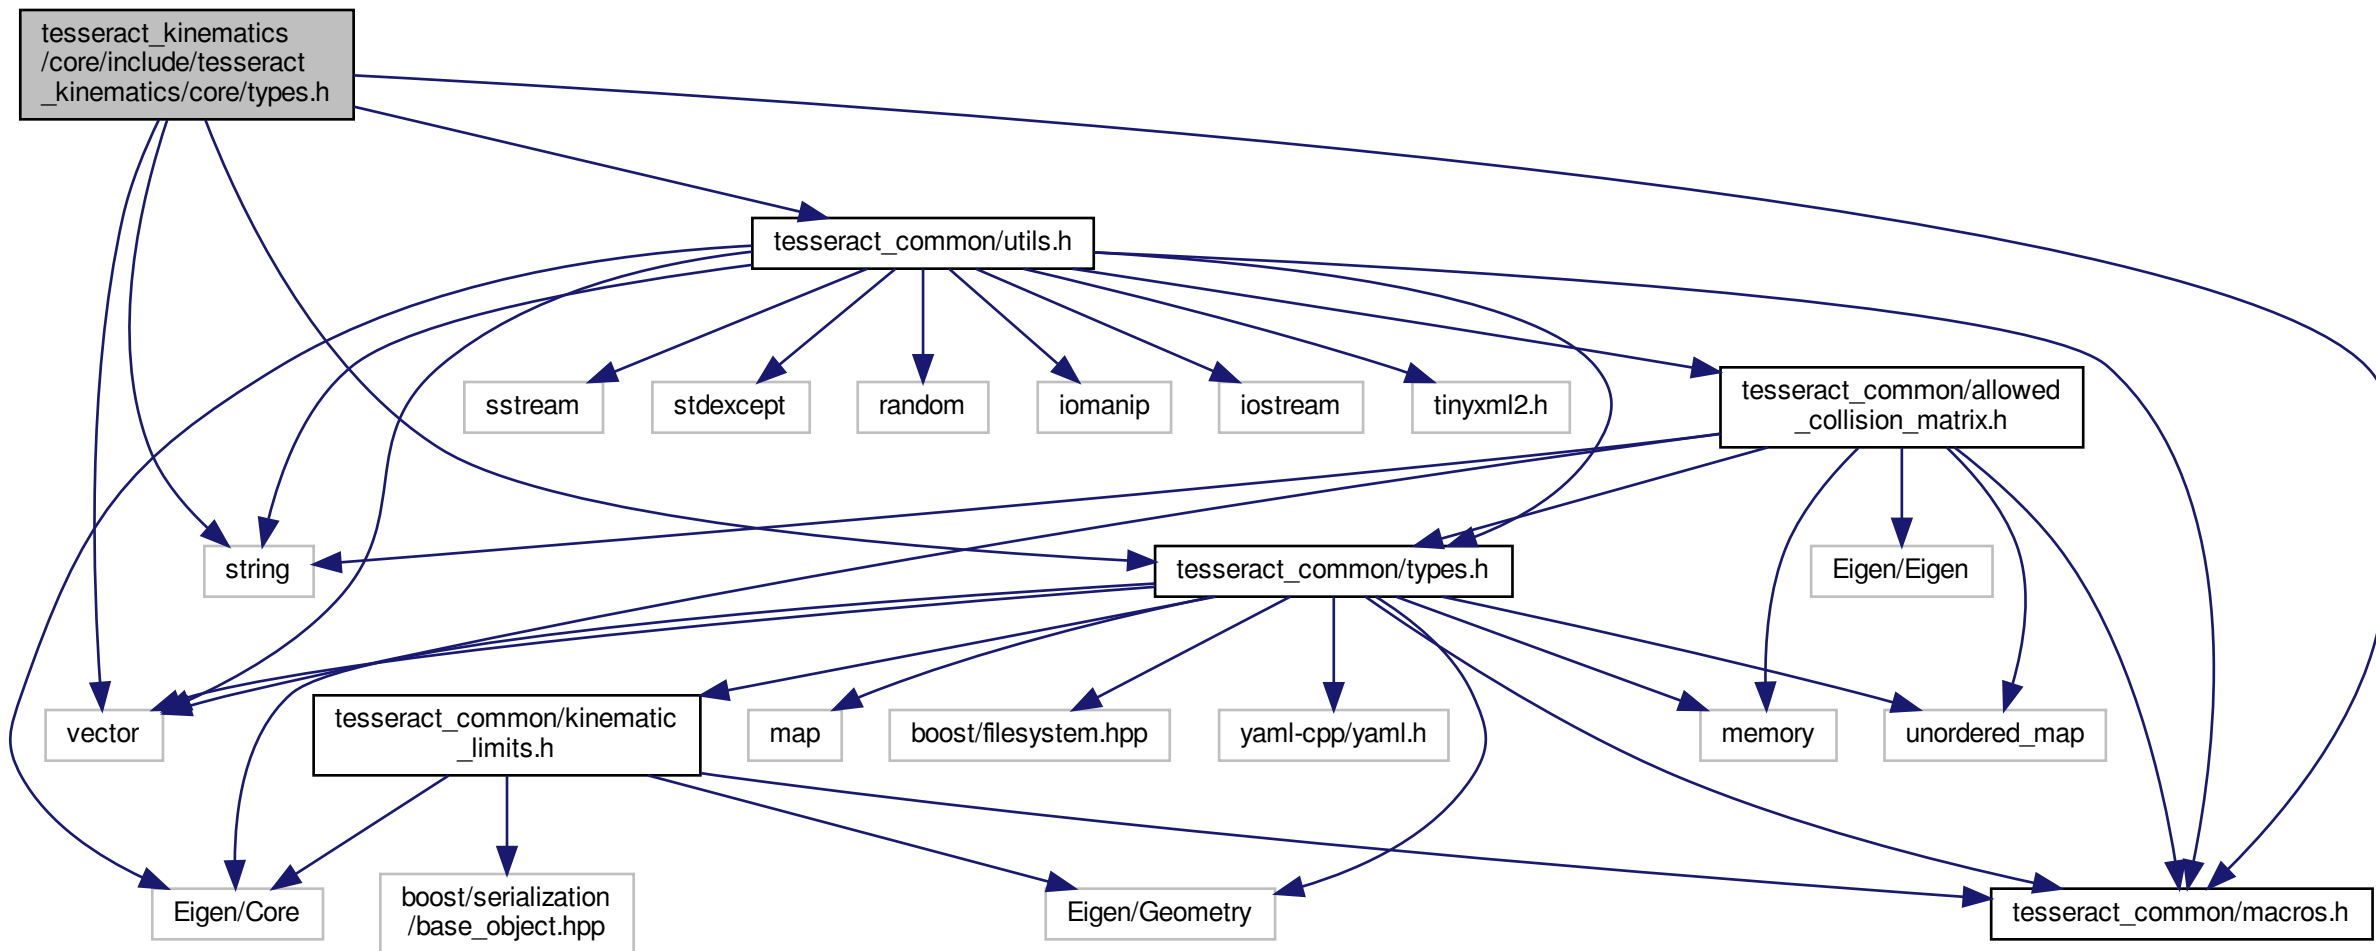 tesseract_kinematics
/core/include/tesseract
_kinematics/core/types.h
tesseract_common/utils.h
sstream
stdexcept
random
iomanip
iostream
tinyxml2.h
tesseract_common/allowed
_collision_matrix.h
string
tesseract_common/types.h
Eigen/Eigen
vector
tesseract_common/kinematic
_limits.h
map
boost/filesystem.hpp
yaml-cpp/yaml.h
memory
unordered_map
Eigen/Core
boost/serialization
/base_object.hpp
Eigen/Geometry
tesseract_common/macros.h